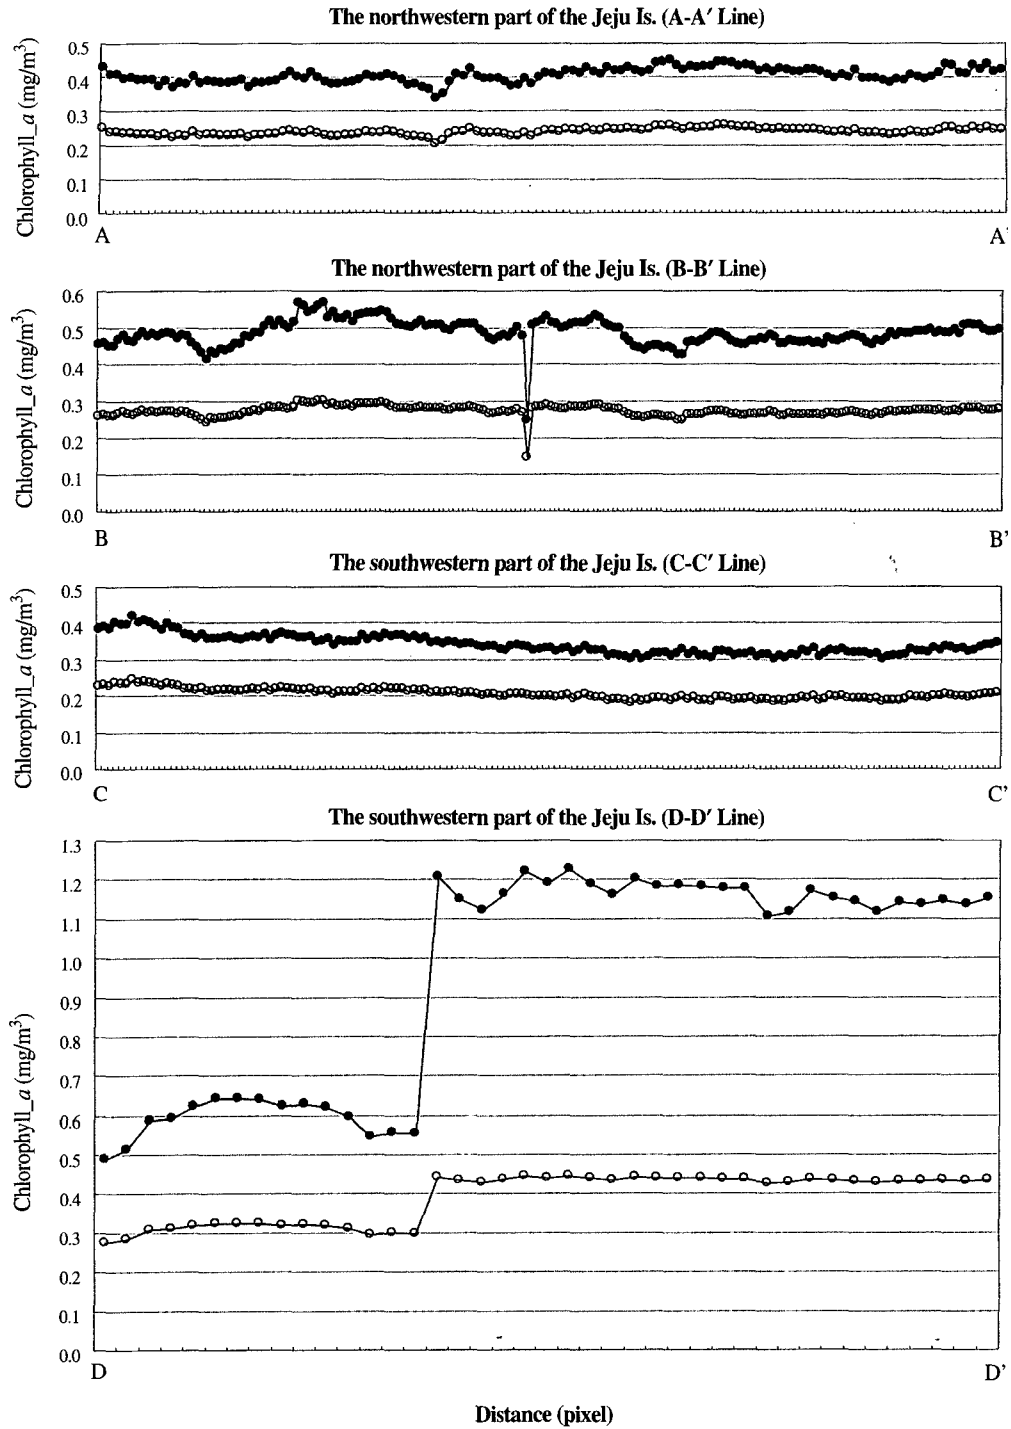 The northwestern part of the Jeju Is. (A-A′ Line)
Chlorophyll_a (mg/m³)
0.5
0.4
0.3
0.2
0.1
0.0
A
A'
The northwestern part of the Jeju Is. (B-B′ Line)
Chlorophyll_a (mg/m³)
0.6
0.5
0.4
0.3
0.2
0.1
0.0
B
B'
The southwestern part of the Jeju Is. (C-C′ Line)
Chlorophyll_a (mg/m³)
0.5
0.4
0.3
0.2
0.1
0.0
C
C'
The southwestern part of the Jeju Is. (D-D′ Line)
Chlorophyll_a (mg/m³)
1.3
1.2
1.1
1.0
0.9
0.8
0.7
0.6
0.5
0.4
0.3
0.2
0.1
0.0
D
D'
Distance (pixel)